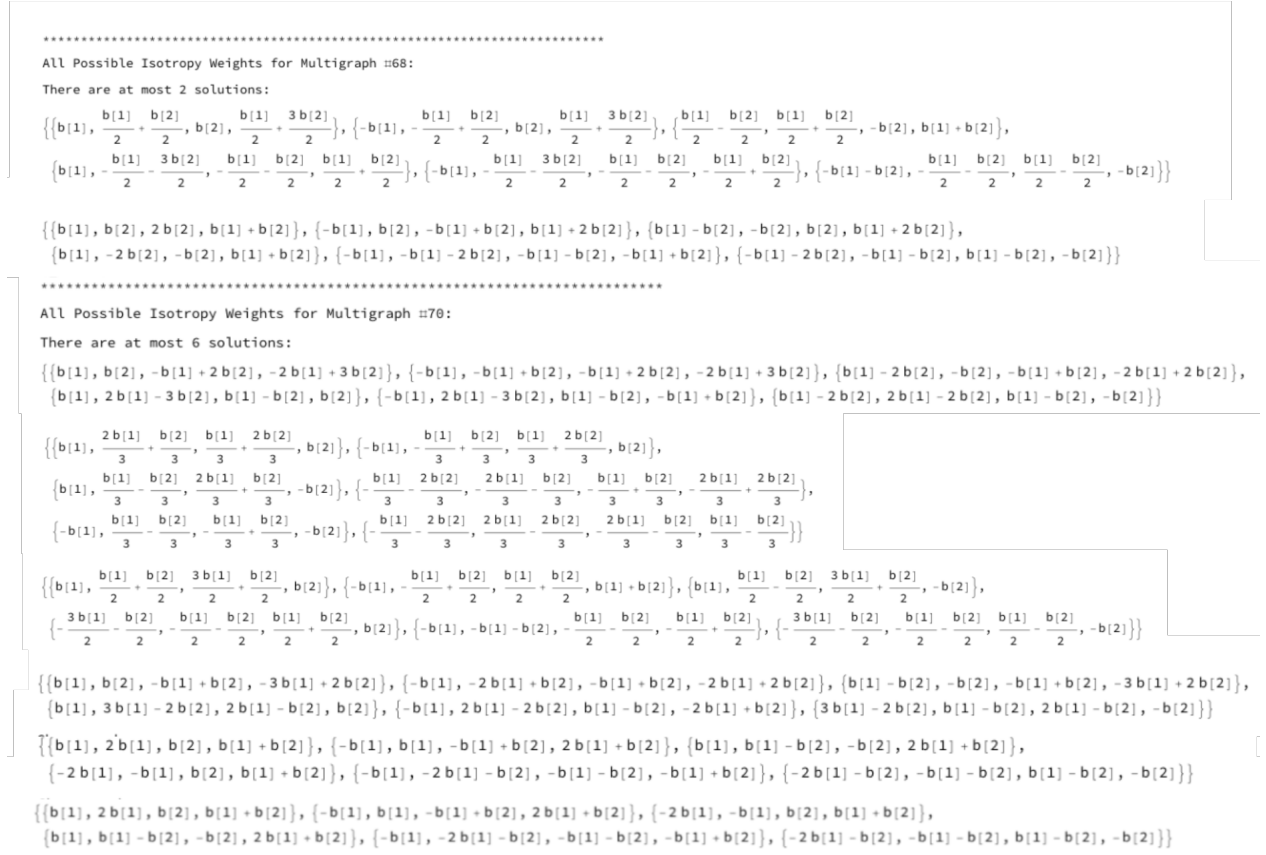 **************************************************************************
All Possible Isotropy Weights for Multigraph #68:
There are at most 2 solutions:
{{b[1], b[1]/2 + b[2]/2, b[2], b[1]/2 + 3 b[2]/2}, {-b[1], -b[1]/2 + b[2]/2, b[2], b[1]/2 + 3 b[2]/2}, {b[1]/2 - b[2]/2, b[1]/2 + b[2]/2, -b[2], b[1] + b[2]},
{b[1], -b[1]/2 - 3 b[2]/2, -b[1]/2 - b[2]/2, b[1]/2 + b[2]/2}, {-b[1], -b[1]/2 - 3 b[2]/2, -b[1]/2 - b[2]/2, -b[1]/2 + b[2]/2}, {-b[1] - b[2], -b[1]/2 - b[2]/2, b[1]/2 - b[2]/2, -b[2]}}
{{b[1], b[2], 2 b[2], b[1] + b[2]}, {-b[1], b[2], -b[1] + b[2], b[1] + 2 b[2]}, {b[1] - b[2], -b[2], b[2], b[1] + 2 b[2]},
{b[1], -2 b[2], -b[2], b[1] + b[2]}, {-b[1], -b[1] - 2 b[2], -b[1] - b[2], -b[1] + b[2]}, {-b[1] - 2 b[2], -b[1] - b[2], b[1] - b[2], -b[2]}}
**************************************************************************
All Possible Isotropy Weights for Multigraph #70:
There are at most 6 solutions:
{{b[1], b[2], -b[1] + 2 b[2], -2 b[1] + 3 b[2]}, {-b[1], -b[1] + b[2], -b[1] + 2 b[2], -2 b[1] + 3 b[2]}, {b[1] - 2 b[2], -b[2], -b[1] + b[2], -2 b[1] + 2 b[2]},
{b[1], 2 b[1] - 3 b[2], b[1] - b[2], b[2]}, {-b[1], 2 b[1] - 3 b[2], b[1] - b[2], -b[1] + b[2]}, {b[1] - 2 b[2], 2 b[1] - 2 b[2], b[1] - b[2], -b[2]}}
{{b[1], 2 b[1]/3 + b[2]/3, b[1]/3 + 2 b[2]/3, b[2]}, {-b[1], -b[1]/3 + b[2]/3, b[1]/3 + 2 b[2]/3, b[2]},
{b[1], b[1]/3 - b[2]/3, 2 b[1]/3 + b[2]/3, -b[2]}, {-b[1]/3 - 2 b[2]/3, -2 b[1]/3 - b[2]/3, -b[1]/3 + b[2]/3, -2 b[1]/3 + 2 b[2]/3},
{-b[1], b[1]/3 - b[2]/3, -b[1]/3 + b[2]/3, -b[2]}, {-b[1]/3 - 2 b[2]/3, 2 b[1]/3 - 2 b[2]/3, -2 b[1]/3 - b[2]/3, b[1]/3 - b[2]/3}}
{{b[1], b[1]/2 + b[2]/2, 3 b[1]/2 + b[2]/2, b[2]}, {-b[1], -b[1]/2 + b[2]/2, b[1]/2 + b[2]/2, b[1] + b[2]}, {b[1], b[1]/2 - b[2]/2, 3 b[1]/2 + b[2]/2, -b[2]},
{-3 b[1]/2 - b[2]/2, -b[1]/2 - b[2]/2, b[1]/2 + b[2]/2, b[2]}, {-b[1], -b[1] - b[2], -b[1]/2 - b[2]/2, -b[1]/2 + b[2]/2}, {-3 b[1]/2 - b[2]/2, -b[1]/2 - b[2]/2, b[1]/2 - b[2]/2, -b[2]}}
{{b[1], b[2], -b[1] + b[2], -3 b[1] + 2 b[2]}, {-b[1], -2 b[1] + b[2], -b[1] + b[2], -2 b[1] + 2 b[2]}, {b[1] - b[2], -b[2], -b[1] + b[2], -3 b[1] + 2 b[2]},
{b[1], 3 b[1] - 2 b[2], 2 b[1] - b[2], b[2]}, {-b[1], 2 b[1] - 2 b[2], b[1] - b[2], -2 b[1] + b[2]}, {3 b[1] - 2 b[2], b[1] - b[2], 2 b[1] - b[2], -b[2]}}
{{b[1], 2 b[1], b[2], b[1] + b[2]}, {-b[1], b[1], -b[1] + b[2], 2 b[1] + b[2]}, {b[1], b[1] - b[2], -b[2], 2 b[1] + b[2]},
{-2 b[1], -b[1], b[2], b[1] + b[2]}, {-b[1], -2 b[1] - b[2], -b[1] - b[2], -b[1] + b[2]}, {-2 b[1] - b[2], -b[1] - b[2], b[1] - b[2], -b[2]}}
{{b[1], 2 b[1], b[2], b[1] + b[2]}, {-b[1], b[1], -b[1] + b[2], 2 b[1] + b[2]}, {-2 b[1], -b[1], b[2], b[1] + b[2]},
{b[1], b[1] - b[2], -b[2], 2 b[1] + b[2]}, {-b[1], -2 b[1] - b[2], -b[1] - b[2], -b[1] + b[2]}, {-2 b[1] - b[2], -b[1] - b[2], b[1] - b[2], -b[2]}}